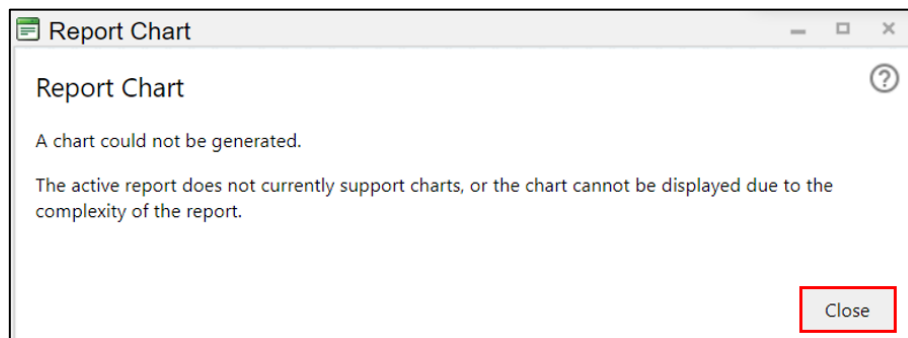 Report Chart
Report Chart
A chart could not be generated.
The active report does not currently support charts, or the chart cannot be displayed due to the
complexity of the report.
Close